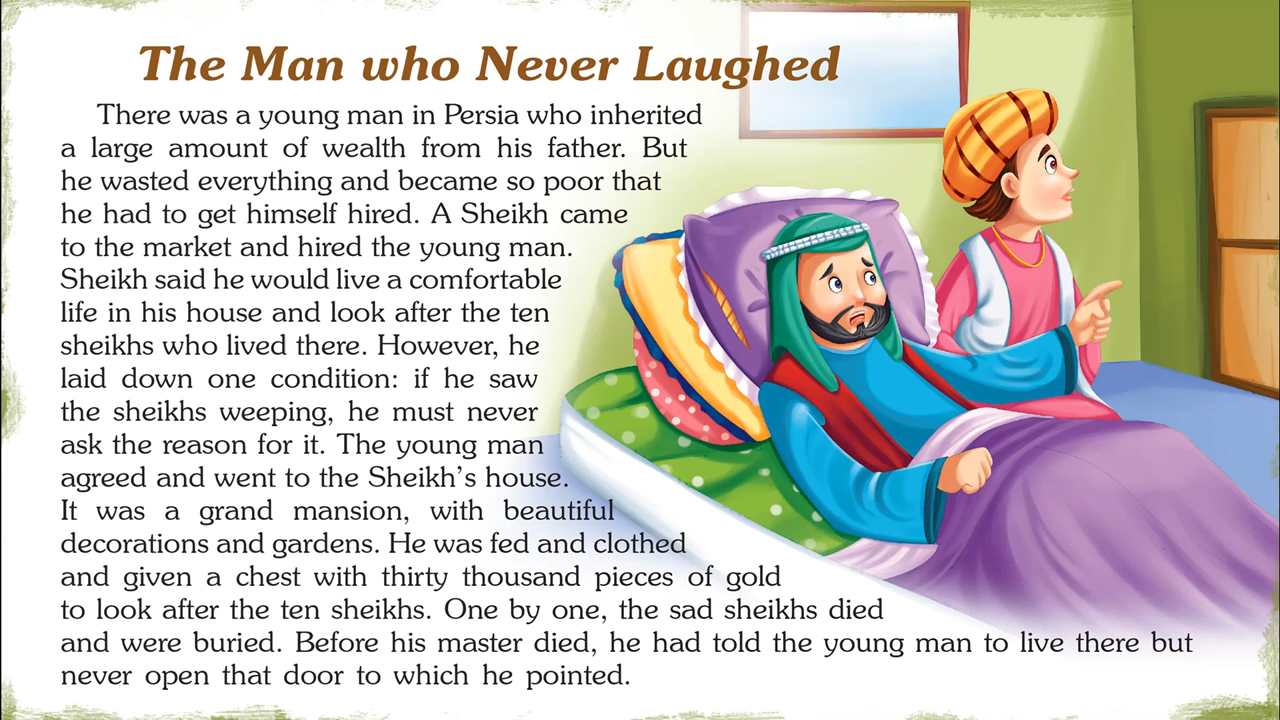 The Man who Never Laughed
There was a young man in Persia who inherited
a large amount of wealth from his father. But
he wasted everything and became so poor that
he had to get himself hired. A Sheikh came
to the market and hired the young man.
Sheikh said he would live a comfortable
life in his house and look after the ten
sheikhs who lived there. However, he
laid down one condition: if he saw
the sheikhs weeping, he must never
ask the reason for it. The young man
agreed and went to the Sheikh's house.
It was a grand mansion, with beautiful
decorations and gardens. He was fed and clothed
and given a chest with thirty thousand pieces of gold
to look after the ten sheikhs. One by one, the sad sheikhs died
and were buried. Before his master died, he had told the young man to live there but
never open that door to which he pointed.